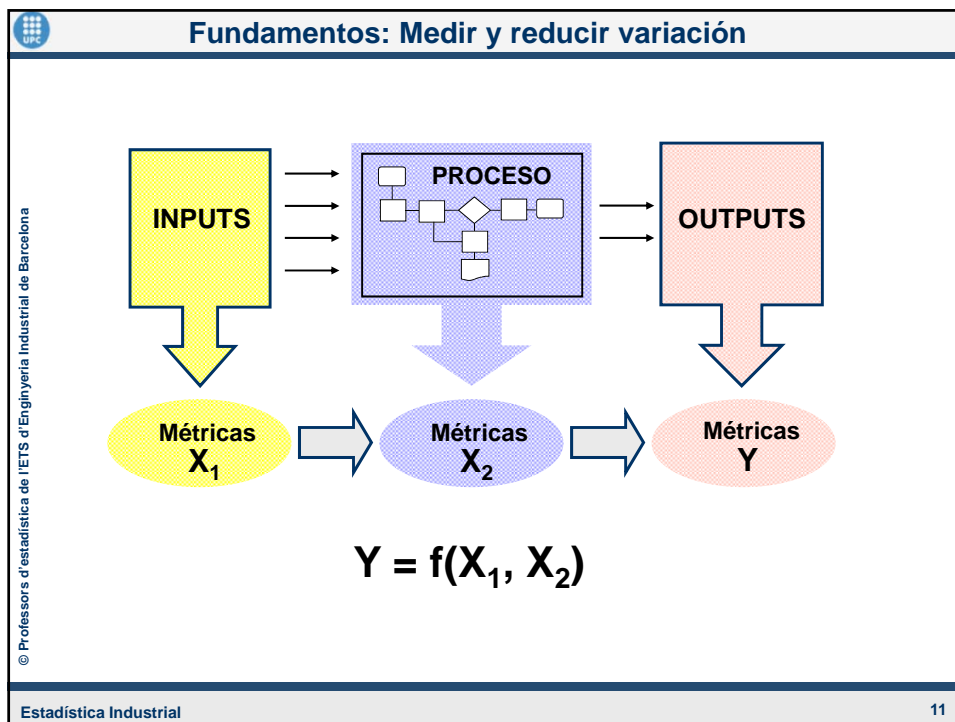 UPC
Fundamentos: Medir y reducir variación
INPUTS
PROCESO
OUTPUTS
Métricas
X₁
Métricas
X₂
Métricas
Y
Y = f(X₁, X₂)
© Professors d'estadística de l'ETS d'Enginyeria Industrial de Barcelona
Estadística Industrial
11